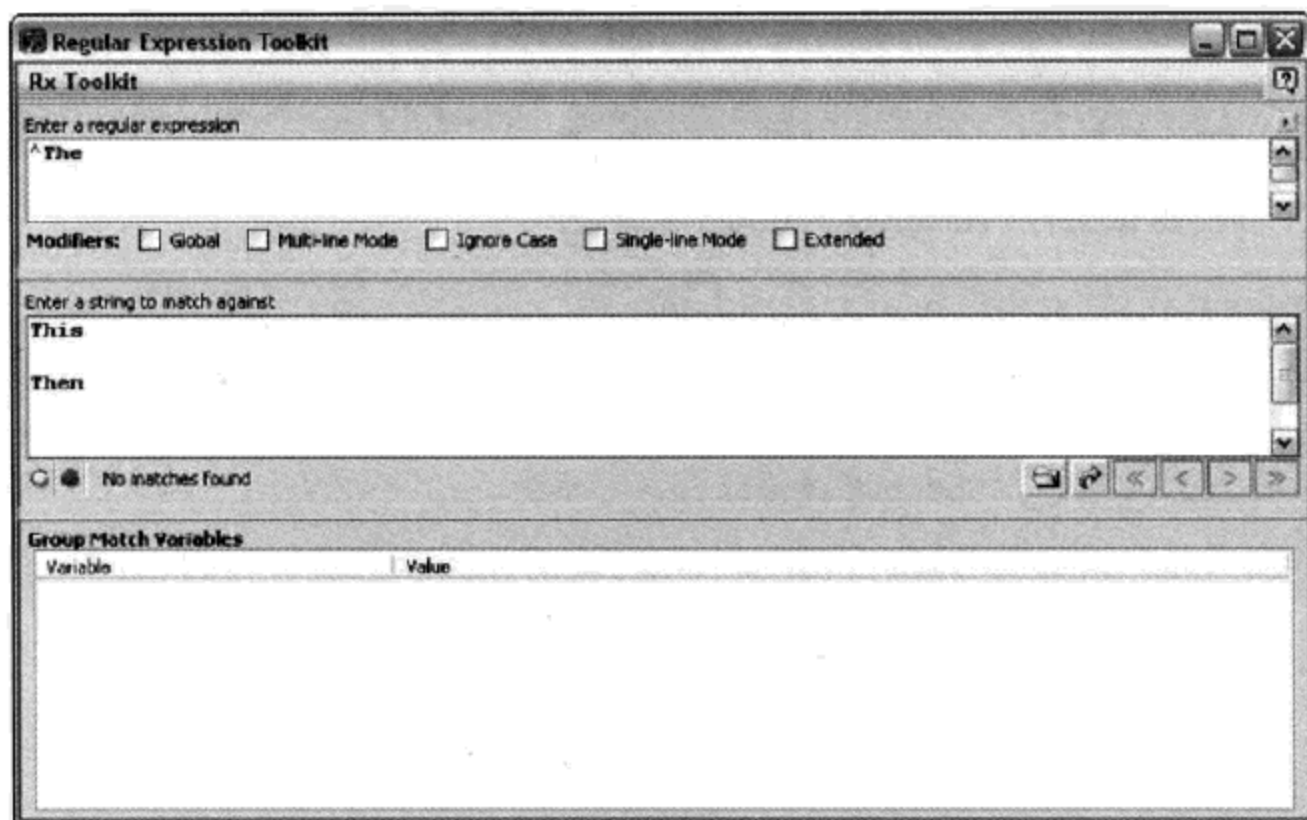 Regular Expression Toolkit
Rx Toolkit
Enter a regular expression
^The
Modifiers: Global Multi-line Mode Ignore Case Single-line Mode Extended
Enter a string to match against
This
Then
No matches found
Group Match Variables
Variable Value